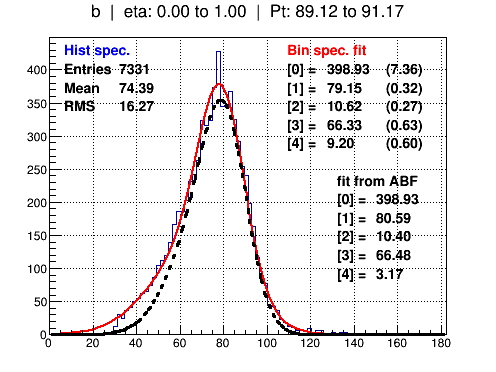 b | eta: 0.00 to 1.00 | Pt: 89.12 to 91.17
Hist spec.
Entries 7331
Mean 74.39
RMS 16.27
Bin spec. fit
[0] = 398.93 (7.36)
[1] = 79.15 (0.32)
[2] = 10.62 (0.27)
[3] = 66.33 (0.63)
[4] = 9.20 (0.60)
fit from ABF
[0] = 398.93
[1] = 80.59
[2] = 10.40
[3] = 66.48
[4] = 3.17
400
350
300
250
200
150
100
50
0
0 20 40 60 80 100 120 140 160 180